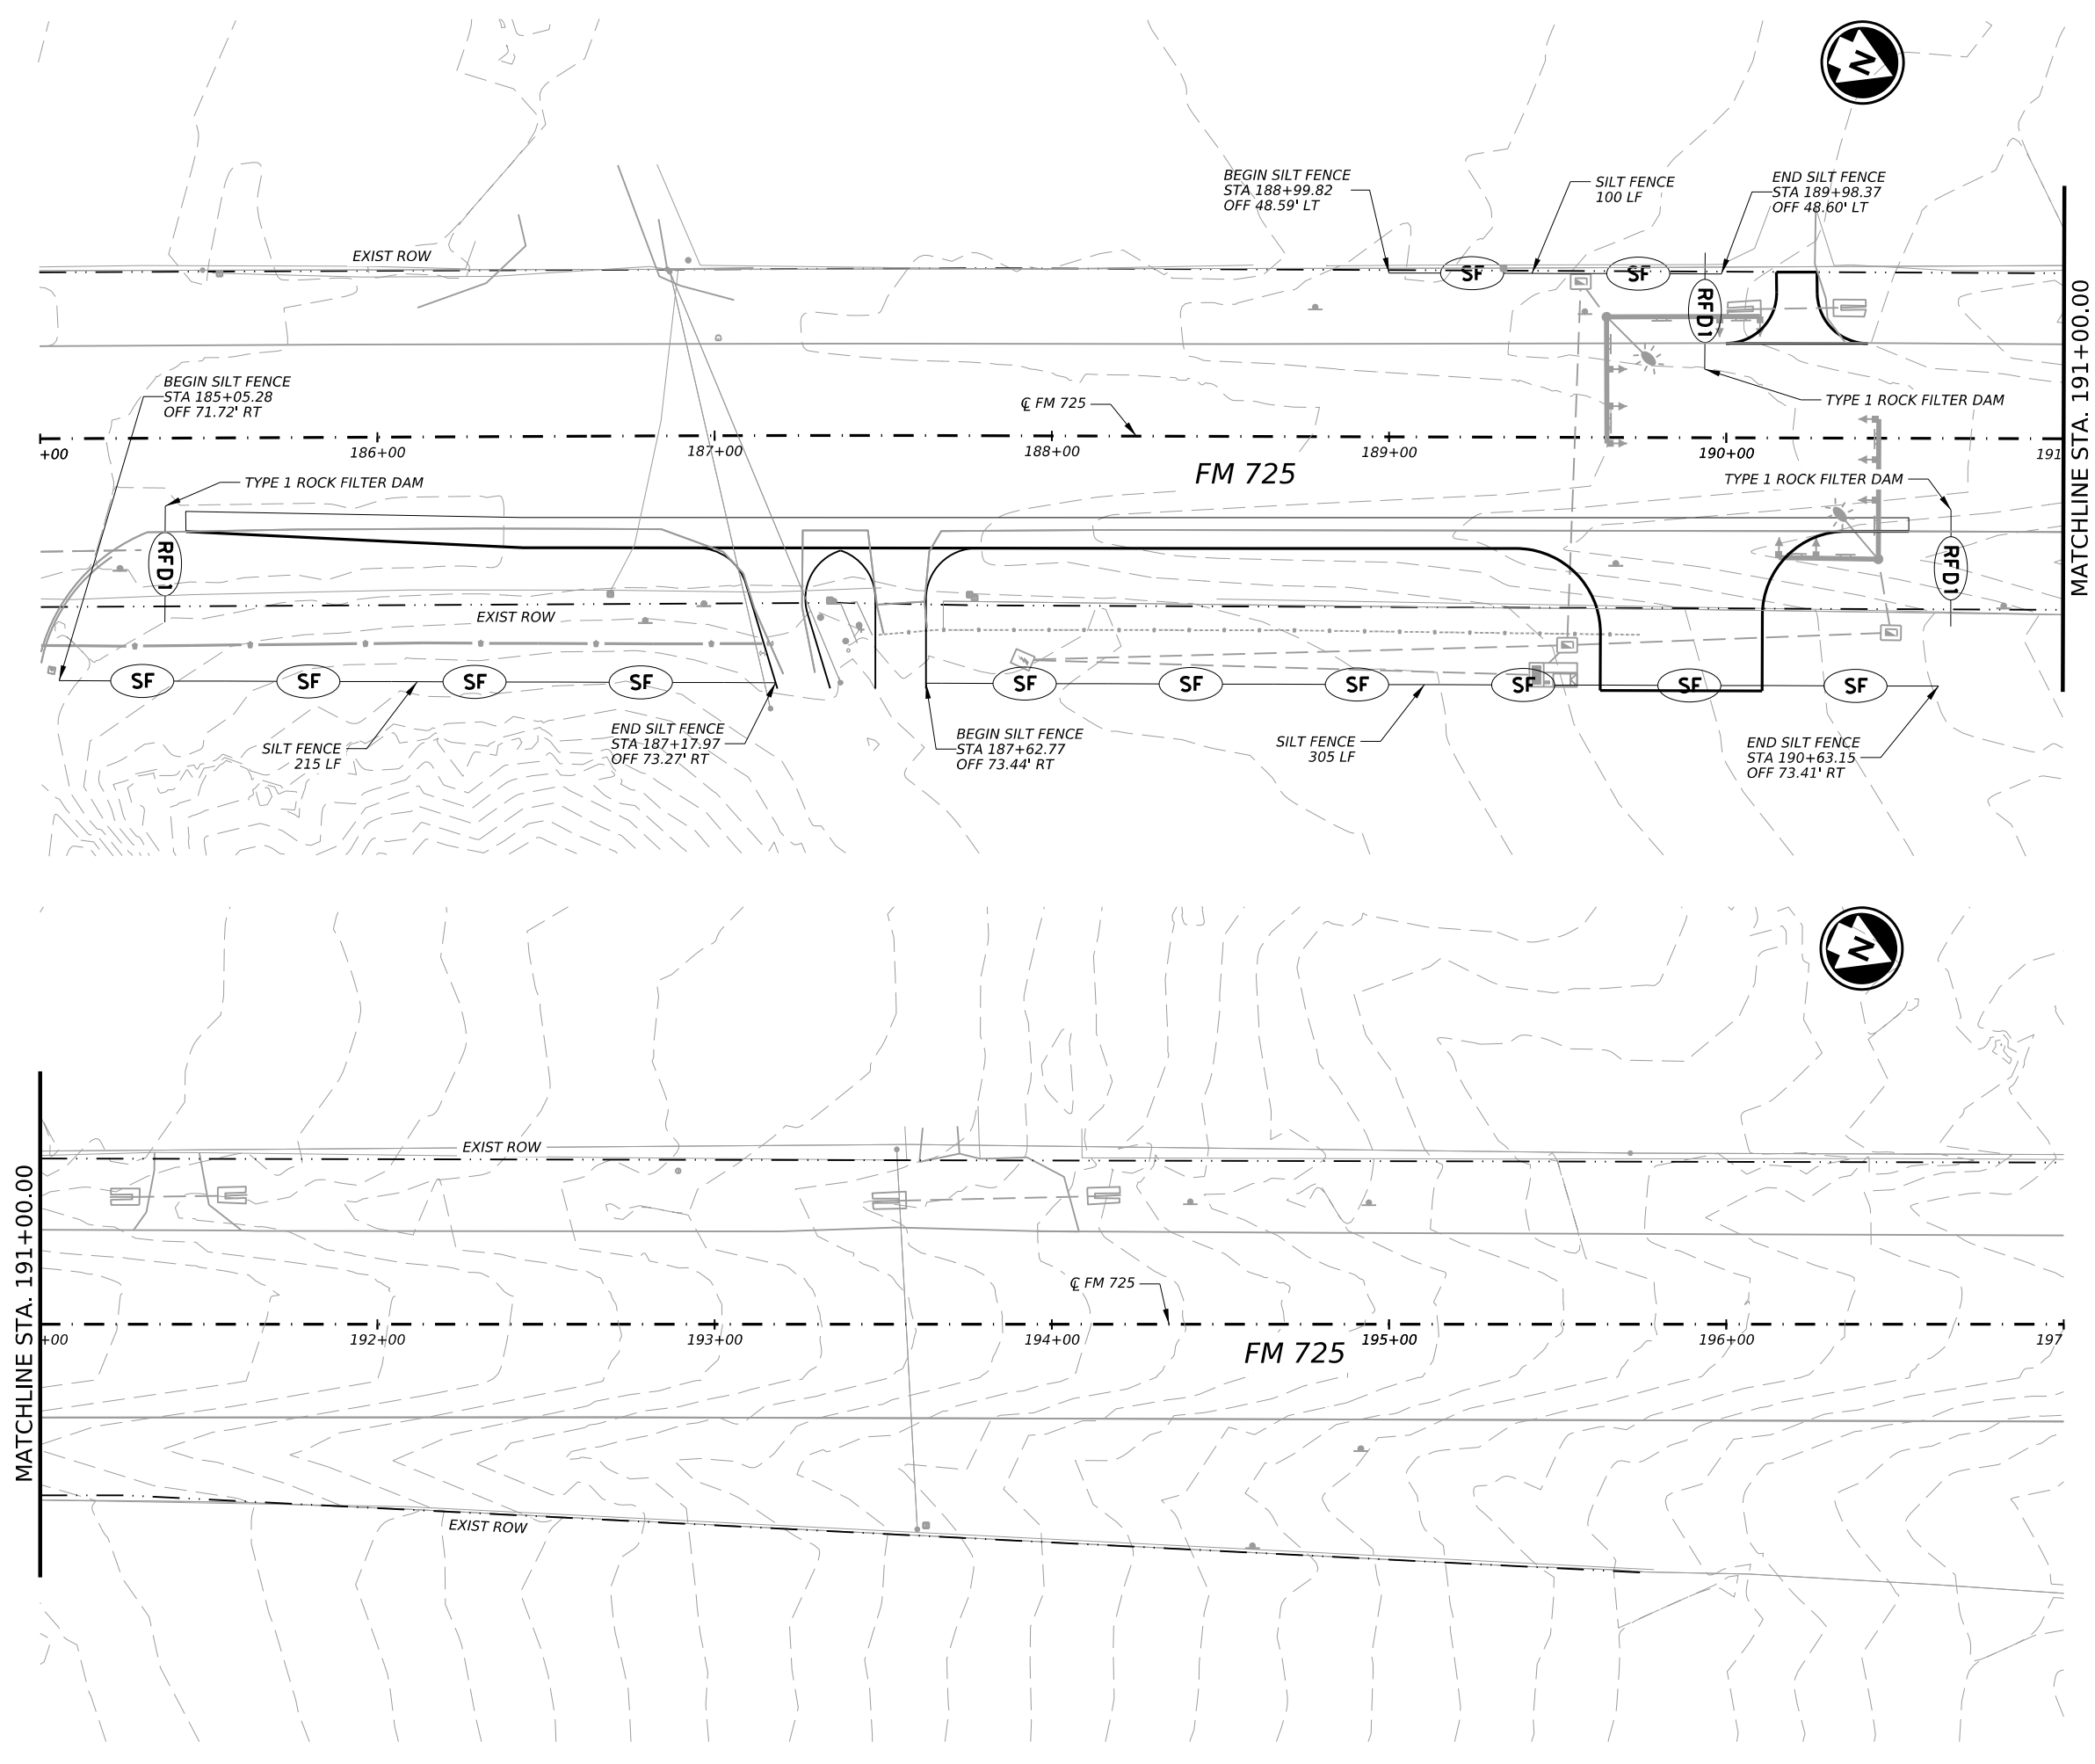 N
BEGIN SILT FENCE
STA 188+99.82
OFF 48.59' LT
SILT FENCE
100 LF
END SILT FENCE
STA 189+98.37
OFF 48.60' LT
EXIST ROW
SF
SF
RFD1
BEGIN SILT FENCE
STA 185+05.28
OFF 71.72' RT
℄ FM 725
TYPE 1 ROCK FILTER DAM
+00
186+00
187+00
188+00
189+00
190+00
191
FM 725
TYPE 1 ROCK FILTER DAM
TYPE 1 ROCK FILTER DAM
RFD1
RFD1
EXIST ROW
SF
SF
SF
SF
SF
SF
SF
SF
SF
SF
SILT FENCE
215 LF
END SILT FENCE
STA 187+17.97
OFF 73.27' RT
BEGIN SILT FENCE
STA 187+62.77
OFF 73.44' RT
SILT FENCE
305 LF
END SILT FENCE
STA 190+63.15
OFF 73.41' RT
MATCHLINE STA. 191+00.00
N
MATCHLINE STA. 191+00.00
EXIST ROW
℄ FM 725
+00
192+00
193+00
194+00
195+00
196+00
197
FM 725
EXIST ROW